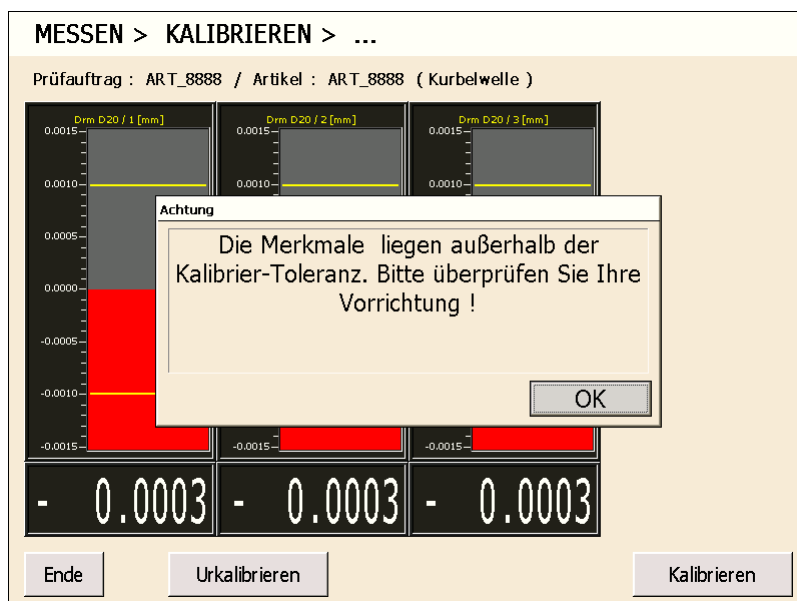 MESSEN > KALIBRIEREN > ...
Prüfauftrag : ART_8888 / Artikel : ART_8888 ( Kurbelwelle )
Drm D20 / 1 [mm]
0.0015
0.0010
0.0005
0.0000
-0.0005
-0.0010
-0.0015
- 0.0003
Drm D20 / 2 [mm]
0.0015
0.0010
-0.0015
- 0.0003
Drm D20 / 3 [mm]
0.0015
0.0010
-0.0015
- 0.0003
Achtung
Die Merkmale liegen außerhalb der
Kalibrier-Toleranz. Bitte überprüfen Sie Ihre
Vorrichtung !
OK
Ende
Urkalibrieren
Kalibrieren